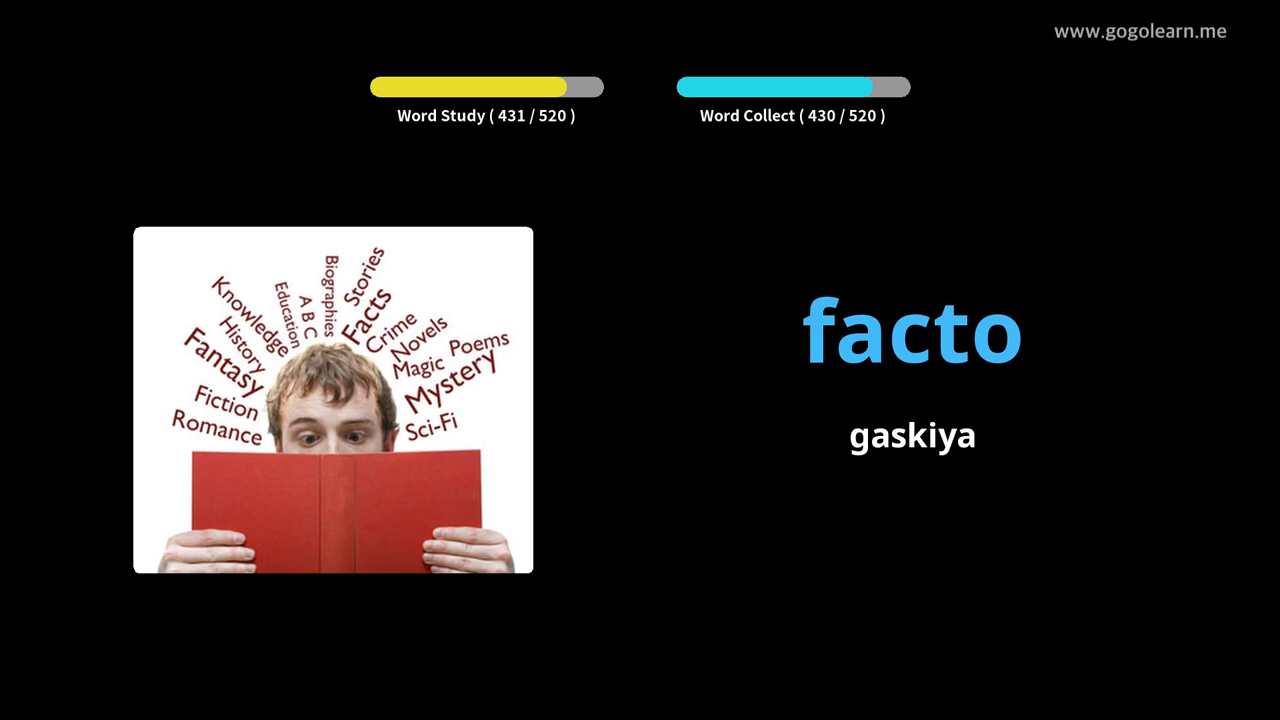 www.gogolearn.me
Word Study ( 431 / 520 )
Word Collect ( 430 / 520 )
Knowledge
History
Fantasy
Fiction
Romance
Education
A B C
Biographies
Stories
Facts
Crime
Novels
Magic
Poems
Mystery
Sci-Fi
facto
gaskiya